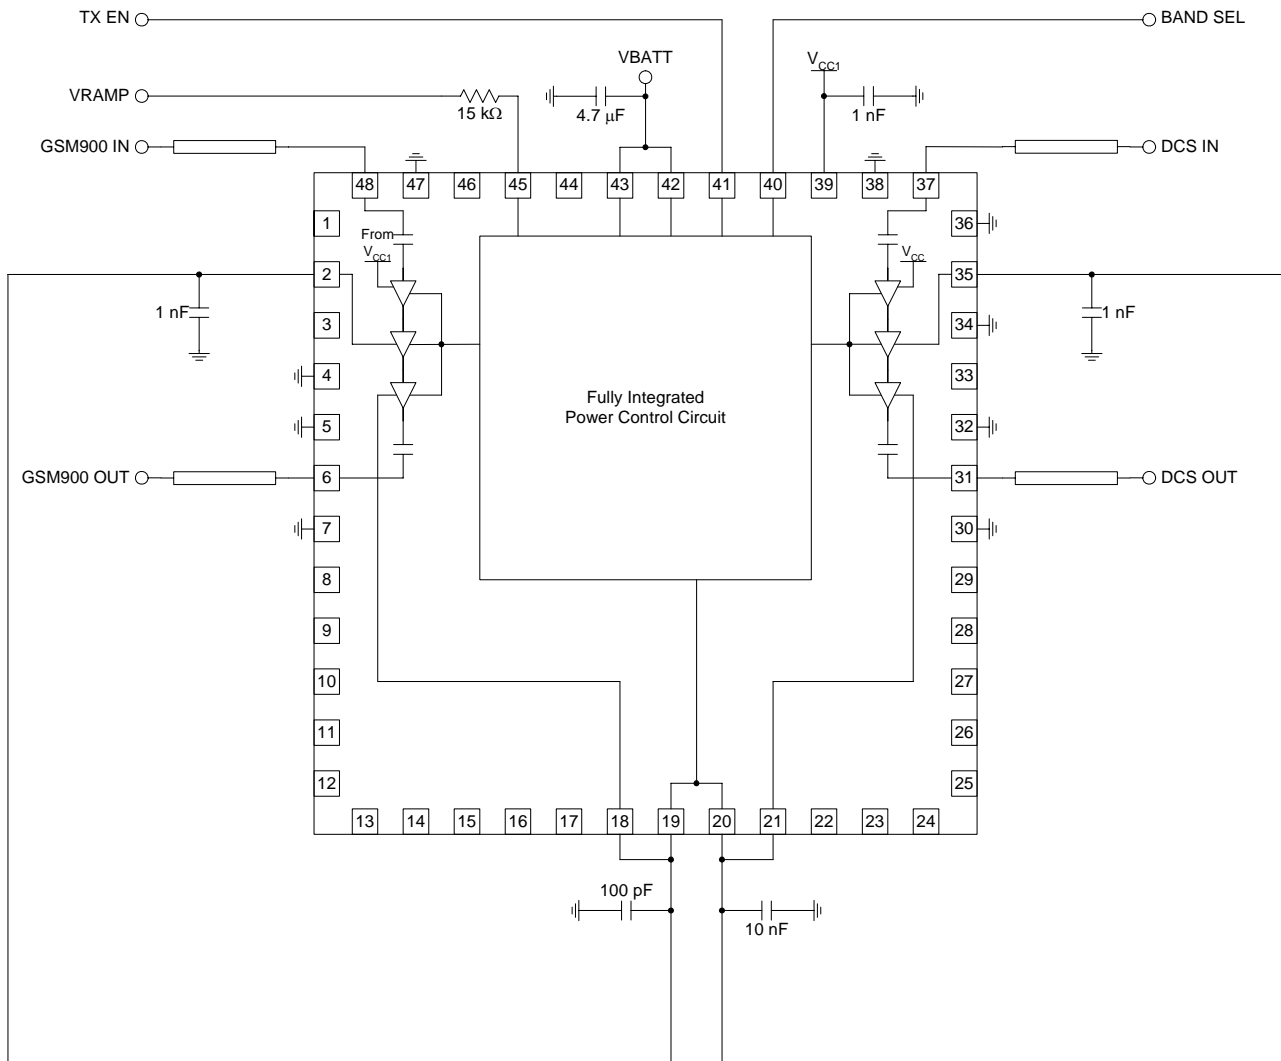 TX EN
BAND SEL
VBATT
VCC1
VRAMP
15 kΩ
4.7 μF
1 nF
GSM900 IN
DCS IN
48
47
46
45
44
43
42
41
40
39
38
37
1
36
From
VCC1
VCC
2
35
1 nF
1 nF
3
34
4
33
Fully Integrated
Power Control Circuit
5
32
GSM900 OUT
6
31
DCS OUT
7
30
8
29
9
28
10
27
11
26
12
25
13
14
15
16
17
18
19
20
21
22
23
24
100 pF
10 nF